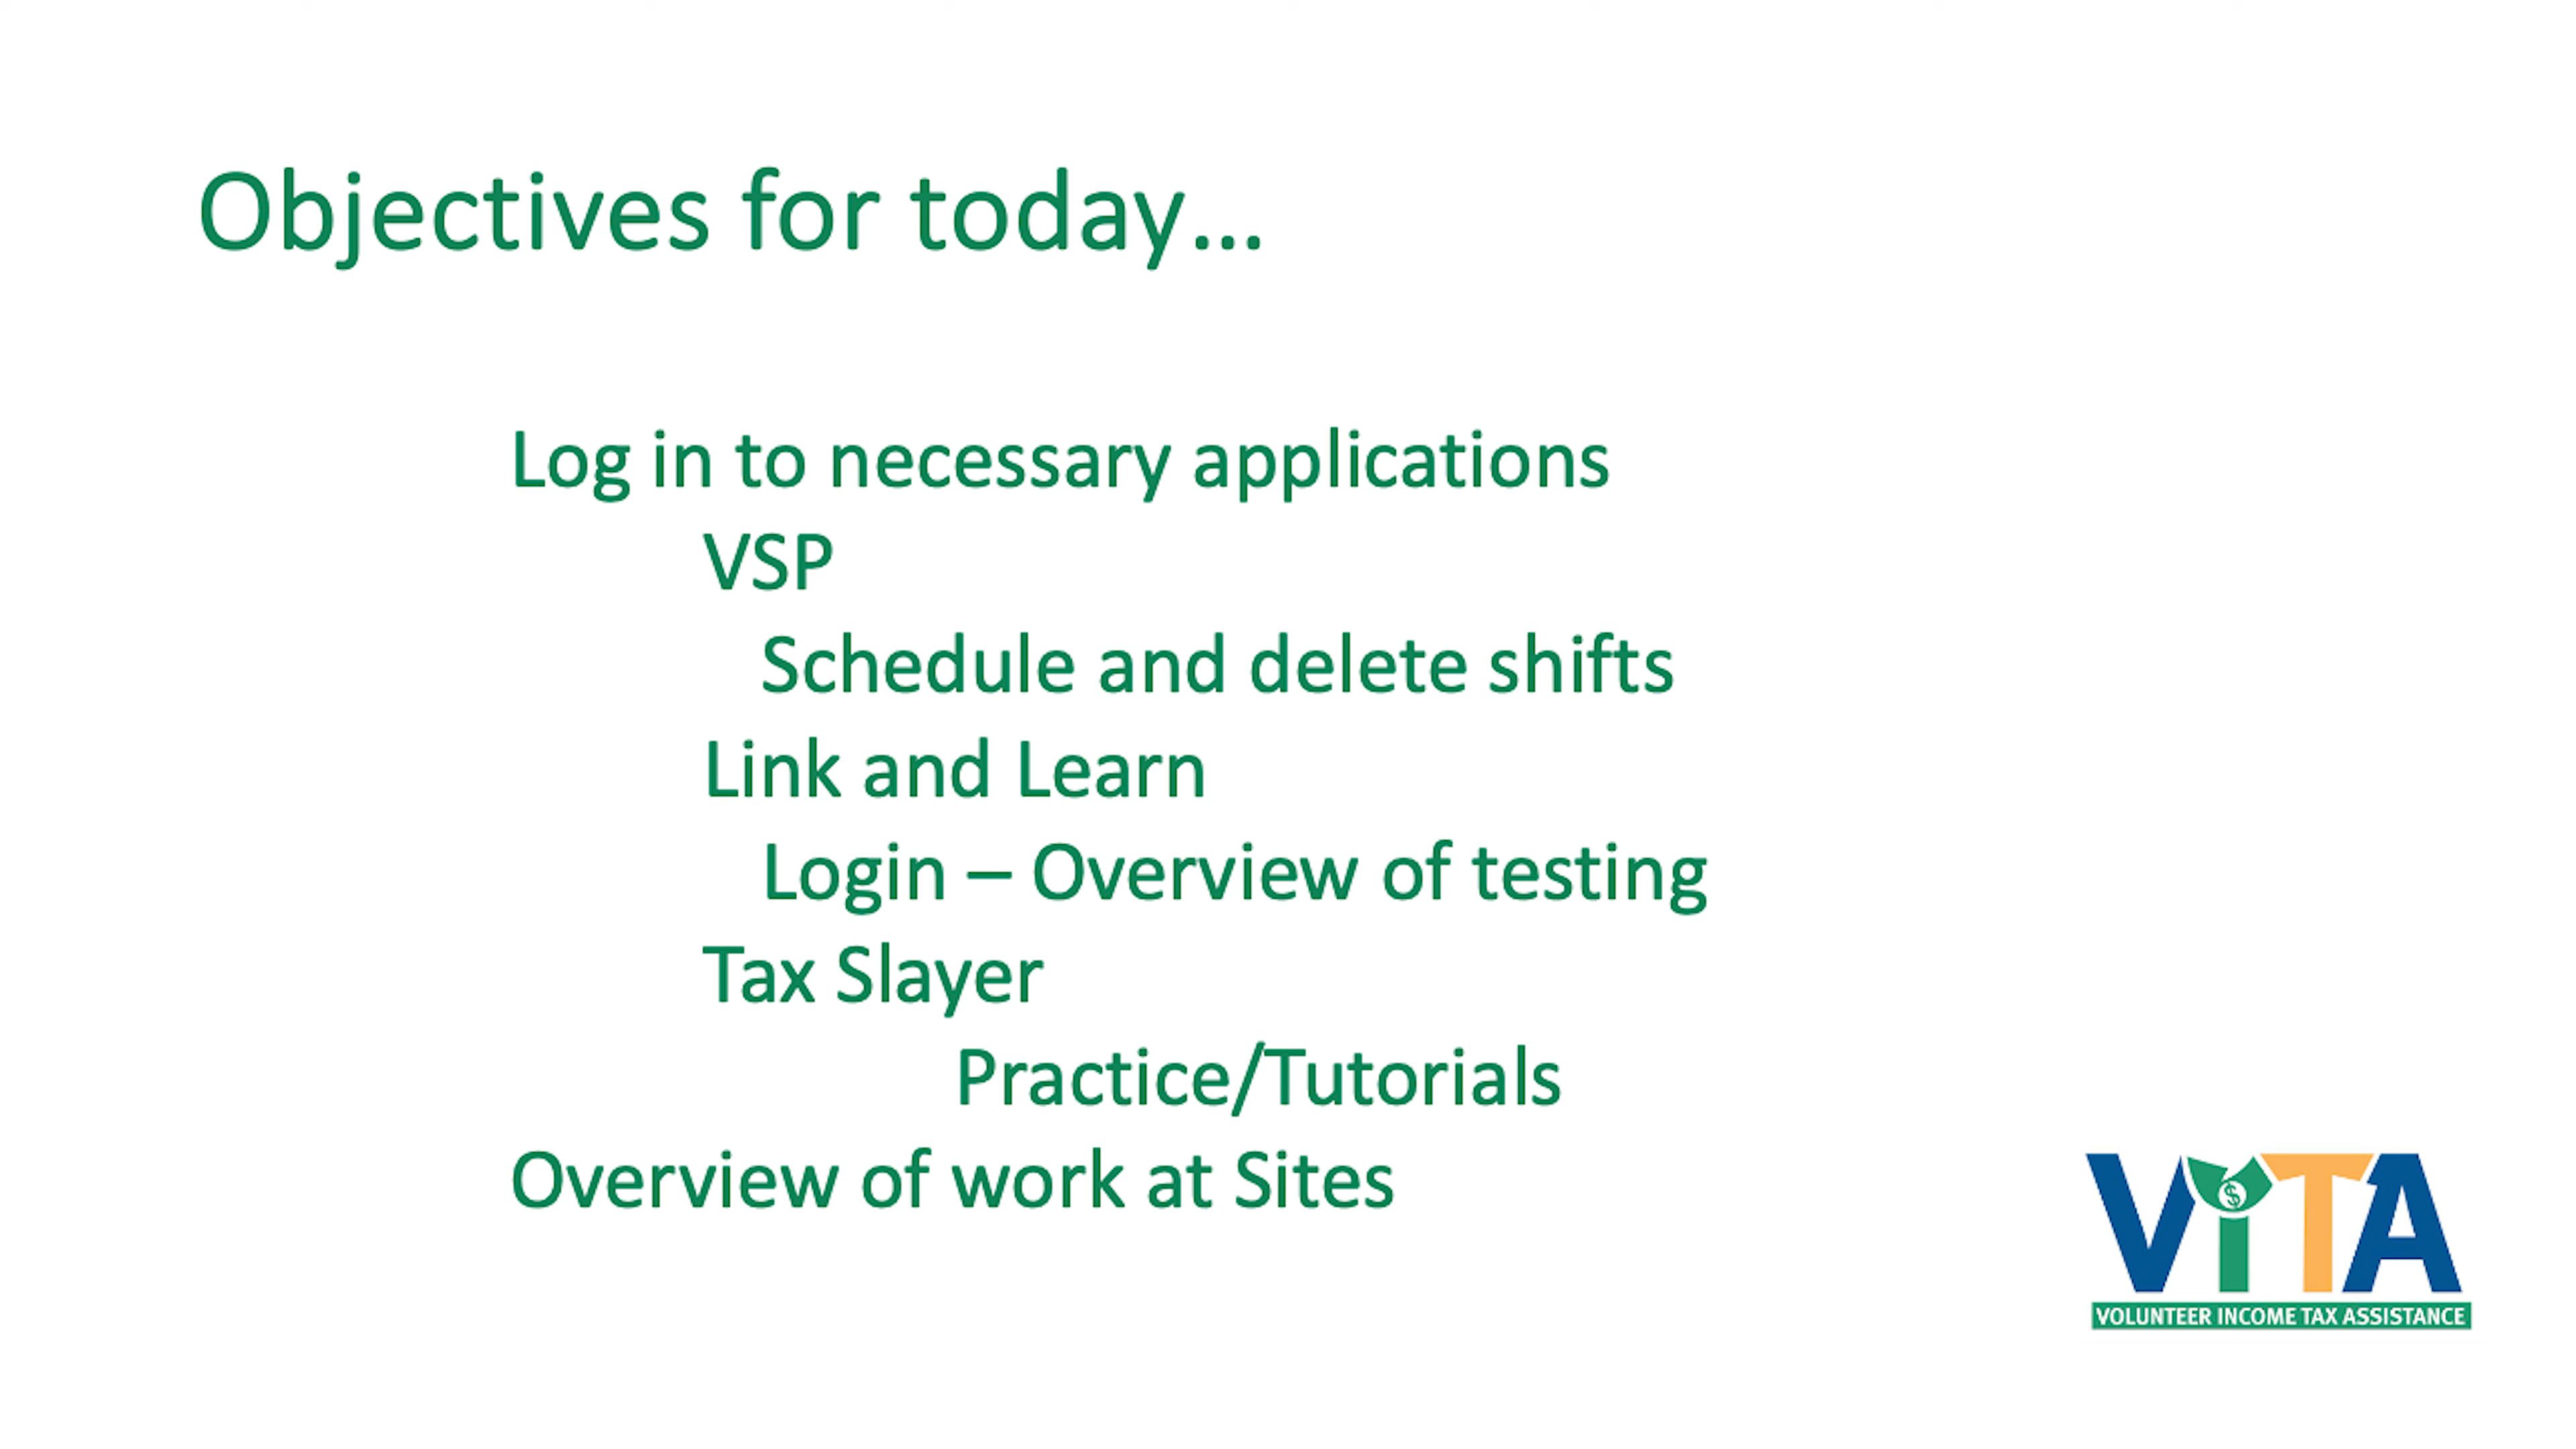 Objectives for today...
Log in to necessary applications
VSP
Schedule and delete shifts
Link and Learn
Login – Overview of testing
Tax Slayer
Practice/Tutorials
Overview of work at Sites
VITA
VOLUNTEER INCOME TAX ASSISTANCE